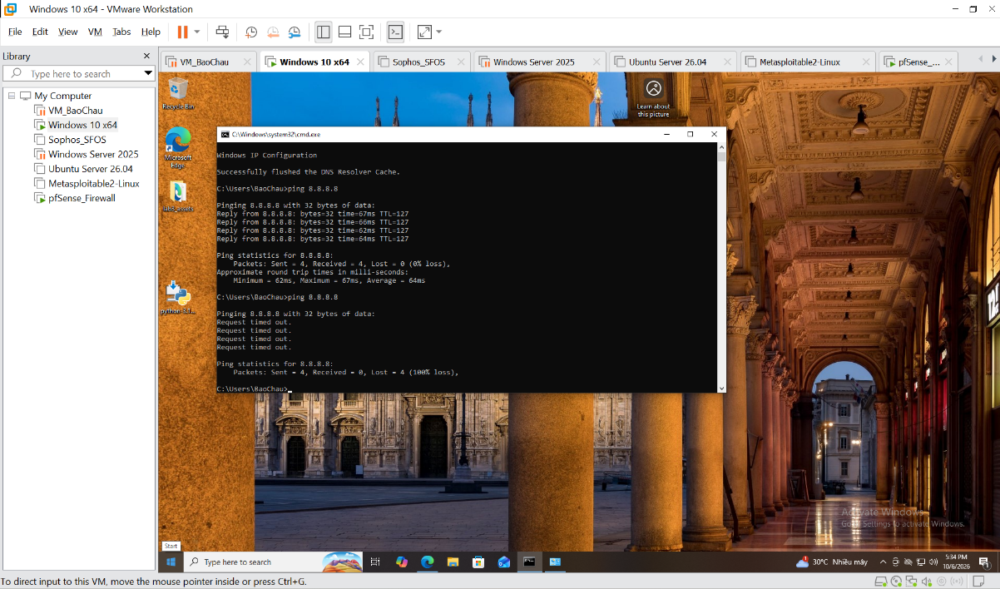 Windows 10 x64 - VMware Workstation
File Edit View VM Tabs Help
Library
Type here to search
My Computer
VM_BaoChau
Windows 10 x64
Sophos_SFOS
Windows Server 2025
Ubuntu Server 26.04
Metasploitable2-Linux
pfSense_Firewall
VM_BaoChau
Windows 10 x64
Sophos_SFOS
Windows Server 2025
Ubuntu Server 26.04
Metasploitable2-Linux
pfSense_...
Recycle Bin
Microsoft
Edge
python-3.1...
Learn about
this picture
C:\Windows\system32\cmd.exe
Windows IP Configuration
Successfully flushed the DNS Resolver Cache.
C:\Users\BaoChau>ping 8.8.8.8
Pinging 8.8.8.8 with 32 bytes of data:
Reply from 8.8.8.8: bytes=32 time=67ms TTL=127
Reply from 8.8.8.8: bytes=32 time=66ms TTL=127
Reply from 8.8.8.8: bytes=32 time=62ms TTL=127
Reply from 8.8.8.8: bytes=32 time=64ms TTL=127
Ping statistics for 8.8.8.8:
Packets: Sent = 4, Received = 4, Lost = 0 (0% loss),
Approximate round trip times in milli-seconds:
Minimum = 62ms, Maximum = 67ms, Average = 64ms
C:\Users\BaoChau>ping 8.8.8.8
Pinging 8.8.8.8 with 32 bytes of data:
Request timed out.
Request timed out.
Request timed out.
Request timed out.
Ping statistics for 8.8.8.8:
Packets: Sent = 4, Received = 0, Lost = 4 (100% loss),
C:\Users\BaoChau>
Activate Windows
Go to Settings to activate Windows.
Start
Type here to search
30°C Nhiều mây
5:34 PM
10/6/2026
To direct input to this VM, move the mouse pointer inside or press Ctrl+G.